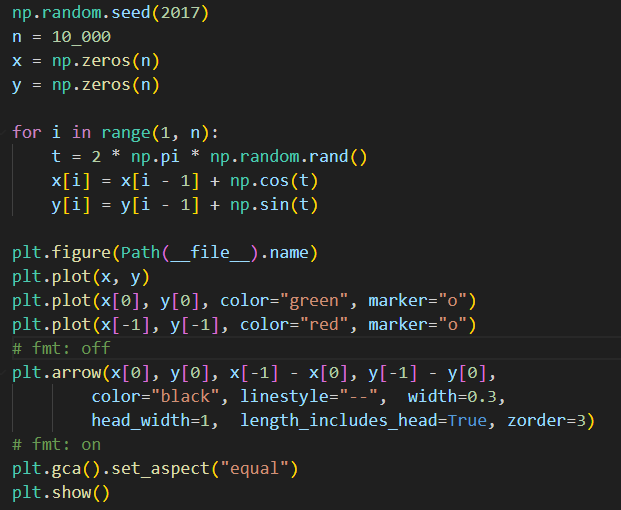 np.random.seed(2017)
n = 10_000
x = np.zeros(n)
y = np.zeros(n)

for i in range(1, n):
    t = 2 * np.pi * np.random.rand()
    x[i] = x[i - 1] + np.cos(t)
    y[i] = y[i - 1] + np.sin(t)

plt.figure(Path(__file__).name)
plt.plot(x, y)
plt.plot(x[0], y[0], color="green", marker="o")
plt.plot(x[-1], y[-1], color="red", marker="o")
# fmt: off
plt.arrow(x[0], y[0], x[-1] - x[0], y[-1] - y[0],
        color="black", linestyle="--",  width=0.3,
        head_width=1,  length_includes_head=True, zorder=3)
# fmt: on
plt.gca().set_aspect("equal")
plt.show()